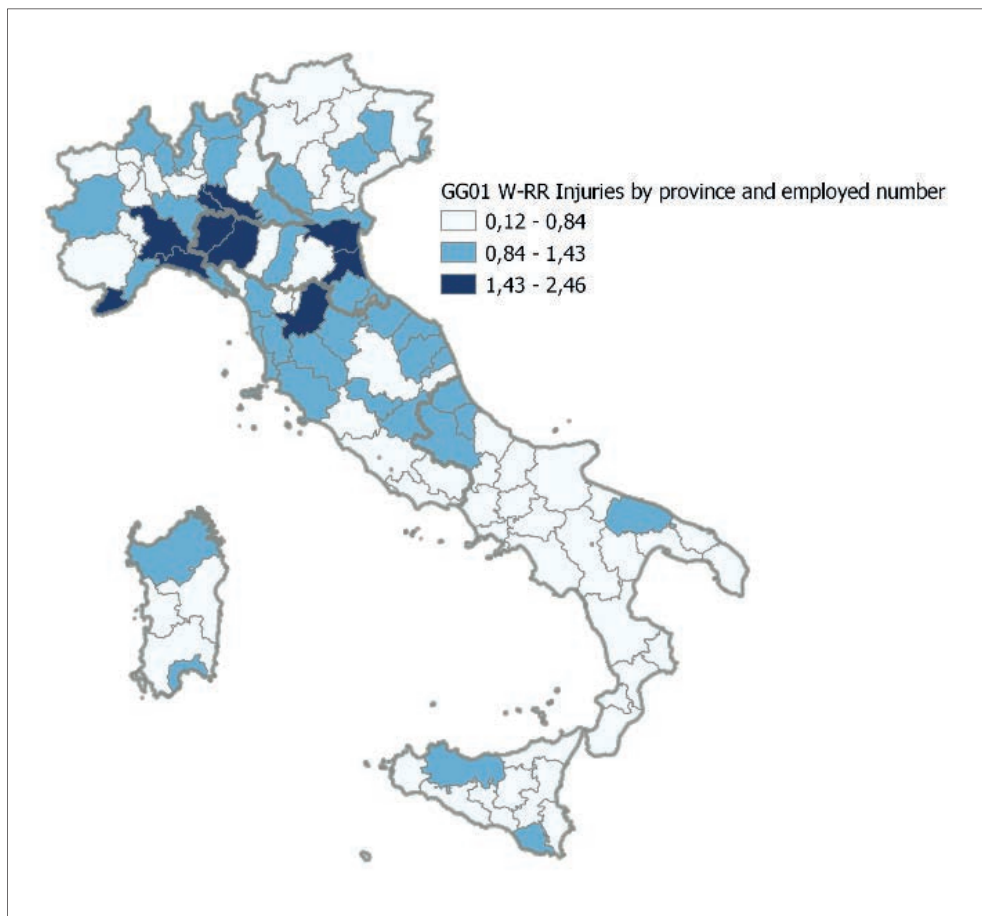 GG01 W-RR Injuries by province and employed number
0,12 - 0,84
0,84 - 1,43
1,43 - 2,46